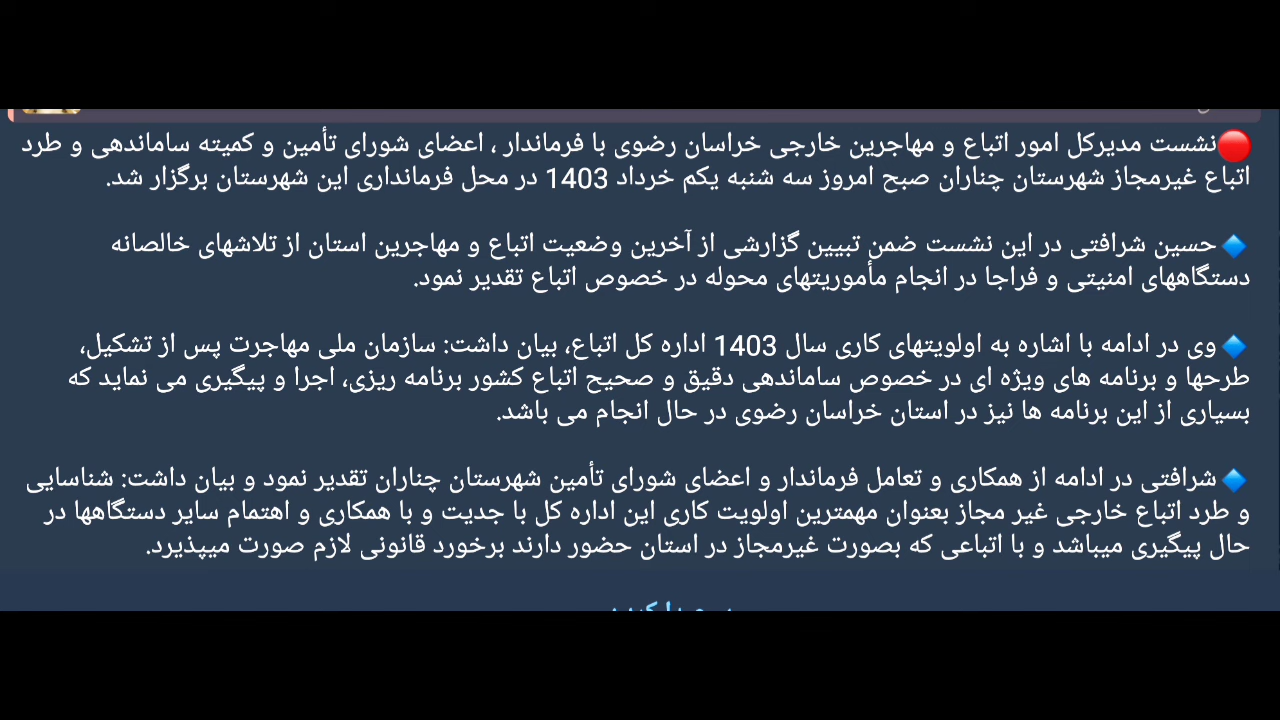 🔴نشست مدیرکل امور اتباع و مهاجرین خارجی خراسان رضوی با فرماندار ، اعضای شورای تأمین و کمیته ساماندهی و طرد
اتباع غیرمجاز شهرستان چناران صبح امروز سه شنبه یکم خرداد 1403 در محل فرمانداری این شهرستان برگزار شد.
🔷حسین شرافتی در این نشست ضمن تبیین گزارشی از آخرین وضعیت اتباع و مهاجرین استان از تلاشهای خالصانه
دستگاههای امنیتی و فراجا در انجام مأموریتهای محوله در خصوص اتباع تقدیر نمود.
🔷وی در ادامه با اشاره به اولویتهای کاری سال 1403 اداره کل اتباع، بیان داشت: سازمان ملی مهاجرت پس از تشکیل،
طرحها و برنامه های ویژه ای در خصوص ساماندهی دقیق و صحیح اتباع کشور برنامه ریزی، اجرا و پیگیری می نماید که
بسیاری از این برنامه ها نیز در استان خراسان رضوی در حال انجام می باشد.
🔷شرافتی در ادامه از همکاری و تعامل فرماندار و اعضای شورای تأمین شهرستان چناران تقدیر نمود و بیان داشت: شناسایی
و طرد اتباع خارجی غیر مجاز بعنوان مهمترین اولویت کاری این اداره کل با جدیت و با همکاری و اهتمام سایر دستگاهها در
حال پیگیری میباشد و با اتباعی که بصورت غیرمجاز در استان حضور دارند برخورد قانونی لازم صورت میپذیرد.